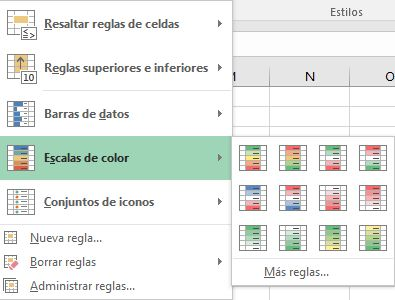 Resaltar reglas de celdas
Estilos
Reglas superiores e inferiores
10
N
Barras de datos
Escalas de color
Conjuntos de iconos
Nueva regla...
Borrar reglas
Más reglas...
Administrar reglas...